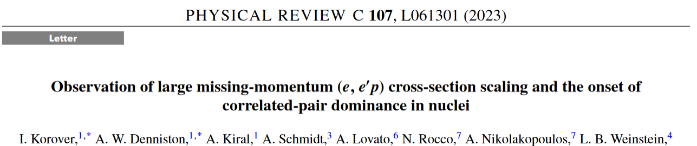 PHYSICAL REVIEW C 107, L061301 (2023)
Letter
Observation of large missing-momentum (e, e′p) cross-section scaling and the onset of
correlated-pair dominance in nuclei
I. Korover,1,* A. W. Denniston,1,* A. Kiral,1 A. Schmidt,3 A. Lovato,6 N. Rocco,7 A. Nikolakopoulos,7 L. B. Weinstein,4